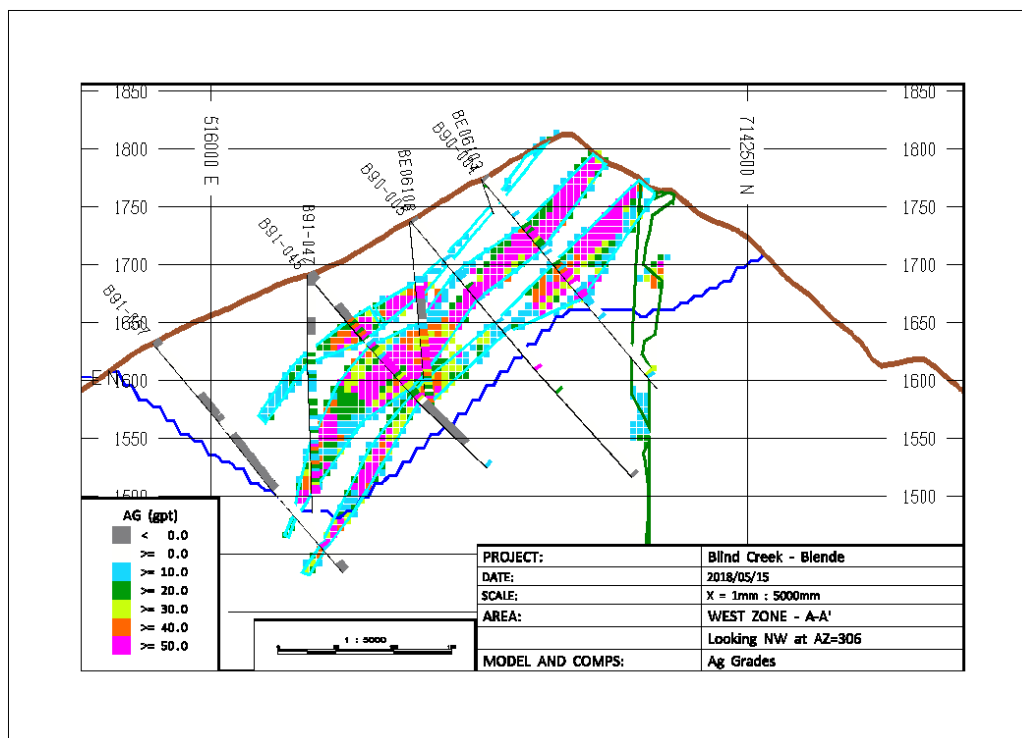 1850 1850
516000 E
7142500 N
1800 1800
BE06103
B90-004
BE06108
1750 1750
B91-047
1700 1700
B91-045
1650 1650
1600 1600
1550 1550
1500 1500
AG (gpt)
< 0.0
>= 0.0
>= 10.0
>= 20.0
>= 30.0
>= 40.0
>= 50.0
1 : 5000
PROJECT: Blind Creek - Blende
DATE: 2018/05/15
SCALE: X = 1mm : 5000mm
AREA: WEST ZONE - A-A'
Looking NW at AZ=306
MODEL AND COMPS: Ag Grades